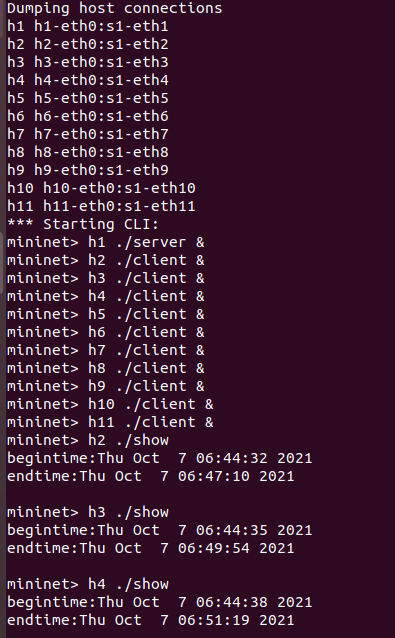 Dumping host connections
h1 h1-eth0:s1-eth1
h2 h2-eth0:s1-eth2
h3 h3-eth0:s1-eth3
h4 h4-eth0:s1-eth4
h5 h5-eth0:s1-eth5
h6 h6-eth0:s1-eth6
h7 h7-eth0:s1-eth7
h8 h8-eth0:s1-eth8
h9 h9-eth0:s1-eth9
h10 h10-eth0:s1-eth10
h11 h11-eth0:s1-eth11
*** Starting CLI:
mininet> h1 ./server &
mininet> h2 ./client &
mininet> h3 ./client &
mininet> h4 ./client &
mininet> h5 ./client &
mininet> h6 ./client &
mininet> h7 ./client &
mininet> h8 ./client &
mininet> h9 ./client &
mininet> h10 ./client &
mininet> h11 ./client &
mininet> h2 ./show
begintime:Thu Oct  7 06:44:32 2021
endtime:Thu Oct  7 06:47:10 2021

mininet> h3 ./show
begintime:Thu Oct  7 06:44:35 2021
endtime:Thu Oct  7 06:49:54 2021

mininet> h4 ./show
begintime:Thu Oct  7 06:44:38 2021
endtime:Thu Oct  7 06:51:19 2021